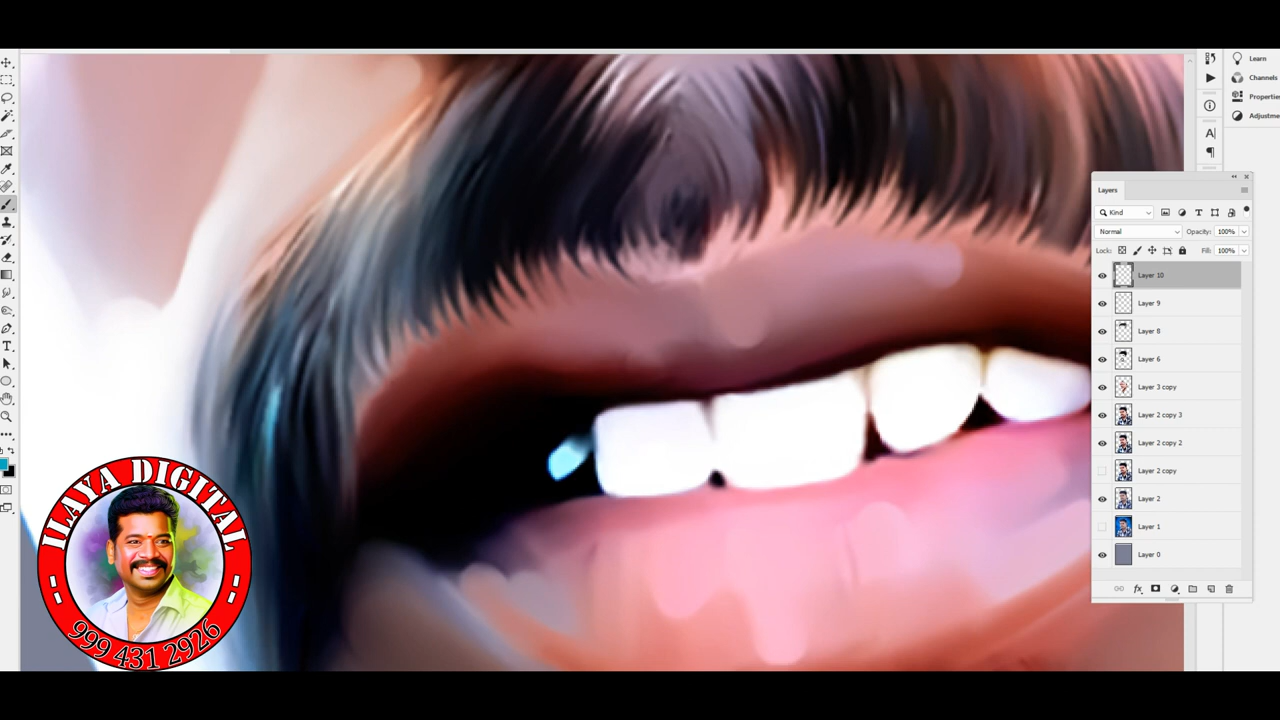 Learn
Channels
Propertie
Adjustme
Layers
Kind
Normal
Opacity: 100%
Lock:
Fill: 100%
Layer 10
Layer 9
Layer 8
Layer 6
Layer 3 copy
Layer 2 copy 3
Layer 2 copy 2
Layer 2 copy
Layer 2
Layer 1
Layer 0
ILAYA DIGITAL
999 431 2926